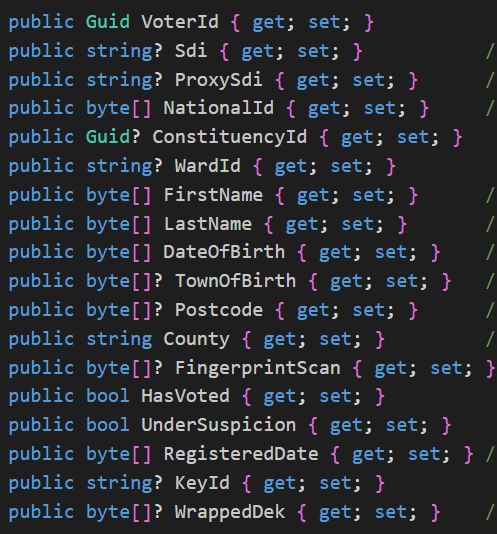 public Guid VoterId { get; set; }
public string? Sdi { get; set; } /
public string? ProxySdi { get; set; } /
public byte[] NationalId { get; set; } /
public Guid? ConstituencyId { get; set; }
public string? WardId { get; set; }
public byte[] FirstName { get; set; } /
public byte[] LastName { get; set; } /
public byte[] DateOfBirth { get; set; } /
public byte[]? TownOfBirth { get; set; } /
public byte[]? Postcode { get; set; } /
public string County { get; set; } /
public byte[]? FingerprintScan { get; set; }
public bool HasVoted { get; set; }
public bool UnderSuspicion { get; set; }
public byte[] RegisteredDate { get; set; } /
public string? KeyId { get; set; }
public byte[]? WrappedDek { get; set; } /